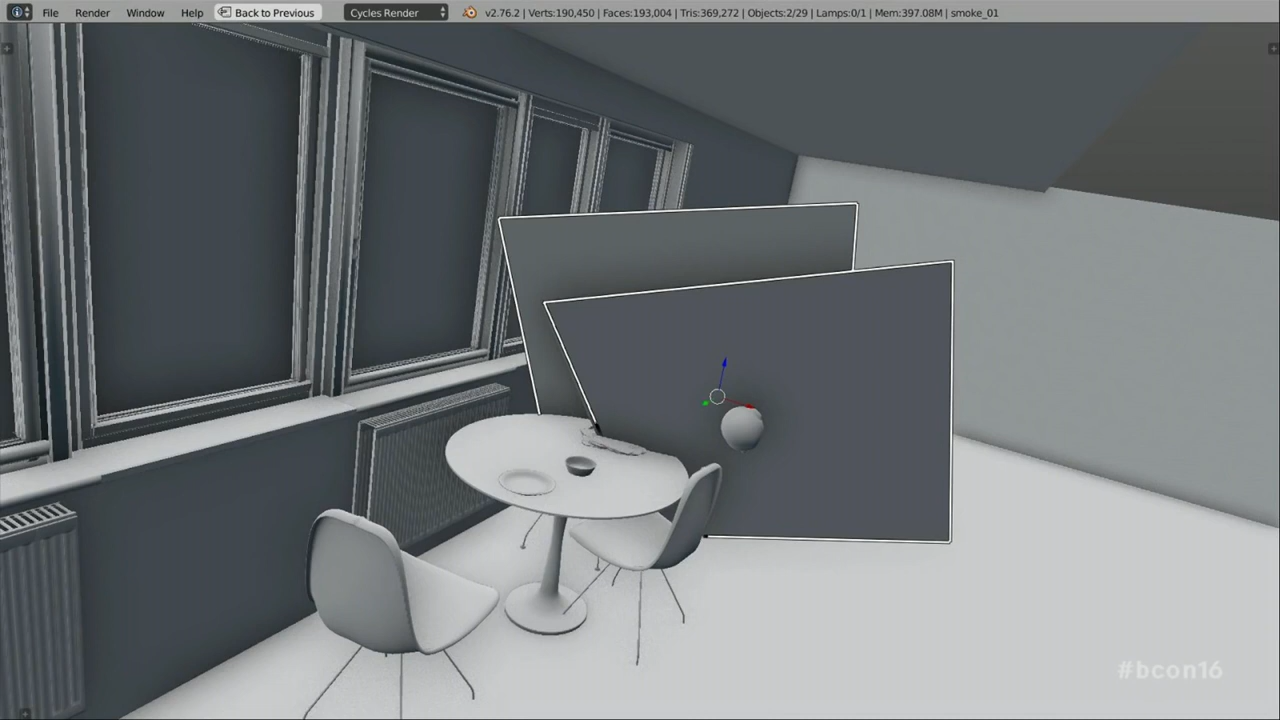 File Render Window Help Back to Previous Cycles Render v2.76.2 | Verts:190,450 | Faces:193,004 | Tris:369,272 | Objects:2/29 | Lamps:0/1 | Mem:397.08M | smoke_01
#bcon16